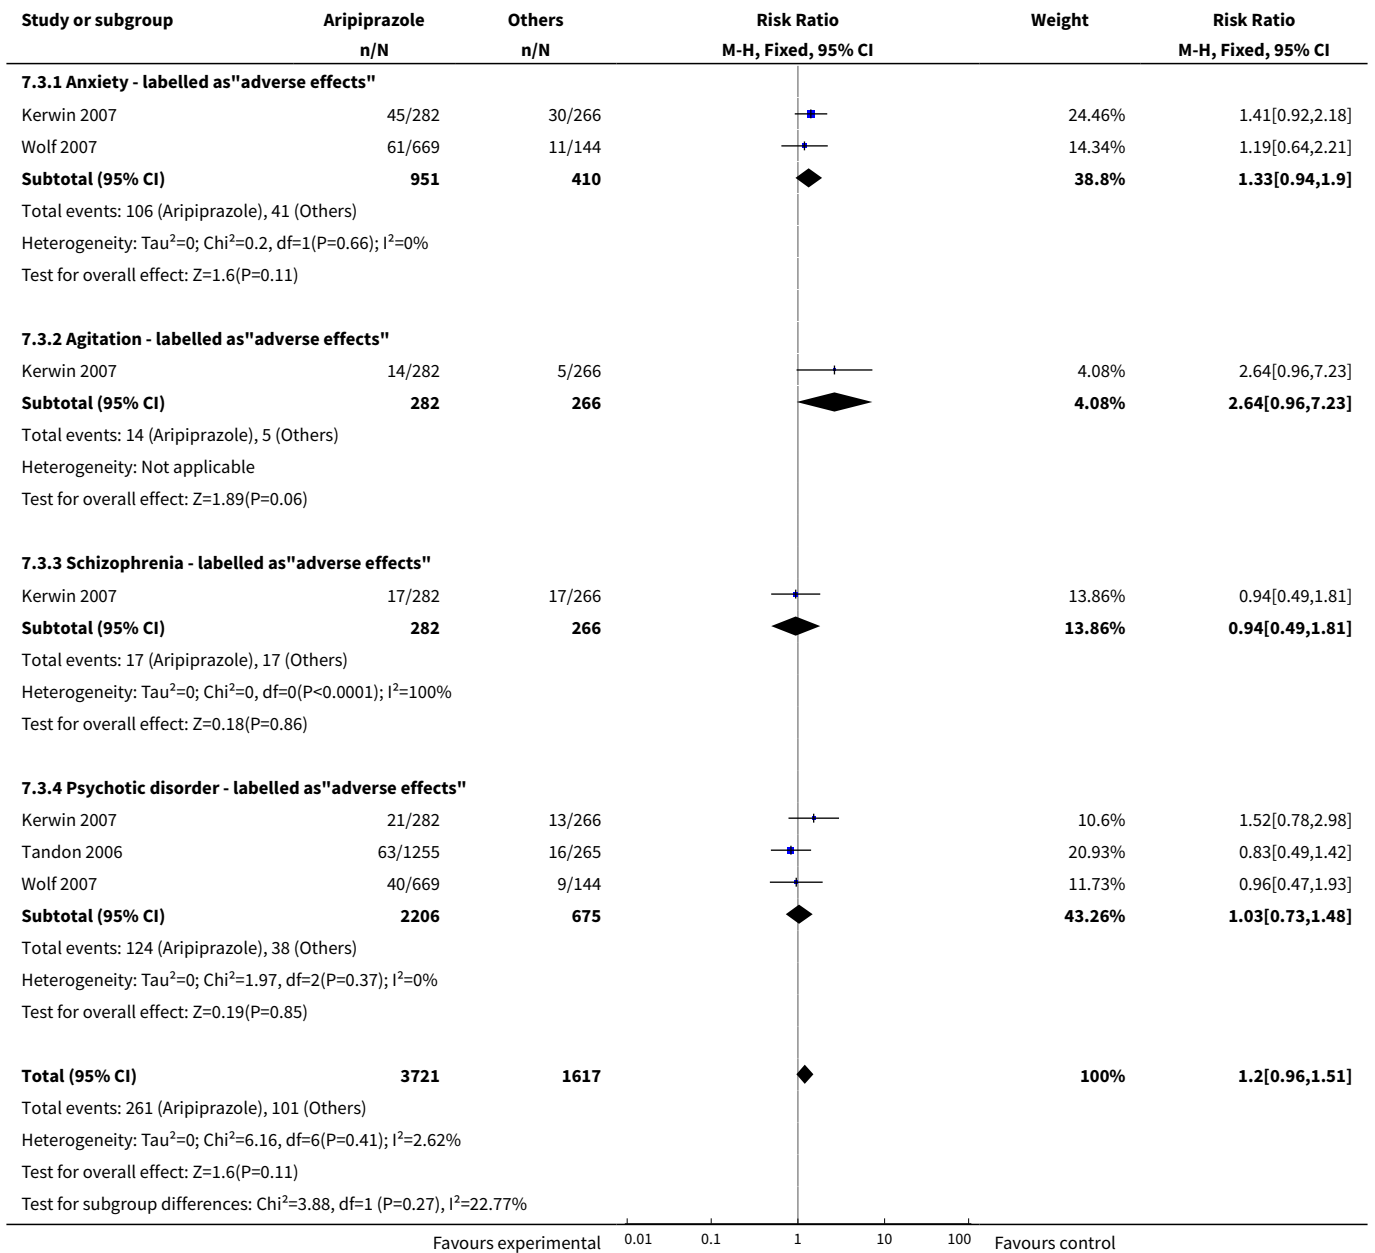 Study or subgroup Aripiprazole Others Risk Ratio Weight Risk Ratio
n/N n/N M-H, Fixed, 95% CI M-H, Fixed, 95% CI
7.3.1 Anxiety - labelled as"adverse effects"
Kerwin 2007 45/282 30/266 24.46% 1.41[0.92,2.18]
Wolf 2007 61/669 11/144 14.34% 1.19[0.64,2.21]
Subtotal (95% CI) 951 410 38.8% 1.33[0.94,1.9]
Total events: 106 (Aripiprazole), 41 (Others)
Heterogeneity: Tau²=0; Chi²=0.2, df=1(P=0.66); I²=0%
Test for overall effect: Z=1.6(P=0.11)
7.3.2 Agitation - labelled as"adverse effects"
Kerwin 2007 14/282 5/266 4.08% 2.64[0.96,7.23]
Subtotal (95% CI) 282 266 4.08% 2.64[0.96,7.23]
Total events: 14 (Aripiprazole), 5 (Others)
Heterogeneity: Not applicable
Test for overall effect: Z=1.89(P=0.06)
7.3.3 Schizophrenia - labelled as"adverse effects"
Kerwin 2007 17/282 17/266 13.86% 0.94[0.49,1.81]
Subtotal (95% CI) 282 266 13.86% 0.94[0.49,1.81]
Total events: 17 (Aripiprazole), 17 (Others)
Heterogeneity: Tau²=0; Chi²=0, df=0(P<0.0001); I²=100%
Test for overall effect: Z=0.18(P=0.86)
7.3.4 Psychotic disorder - labelled as"adverse effects"
Kerwin 2007 21/282 13/266 10.6% 1.52[0.78,2.98]
Tandon 2006 63/1255 16/265 20.93% 0.83[0.49,1.42]
Wolf 2007 40/669 9/144 11.73% 0.96[0.47,1.93]
Subtotal (95% CI) 2206 675 43.26% 1.03[0.73,1.48]
Total events: 124 (Aripiprazole), 38 (Others)
Heterogeneity: Tau²=0; Chi²=1.97, df=2(P=0.37); I²=0%
Test for overall effect: Z=0.19(P=0.85)
Total (95% CI) 3721 1617 100% 1.2[0.96,1.51]
Total events: 261 (Aripiprazole), 101 (Others)
Heterogeneity: Tau²=0; Chi²=6.16, df=6(P=0.41); I²=2.62%
Test for overall effect: Z=1.6(P=0.11)
Test for subgroup differences: Chi²=3.88, df=1 (P=0.27), I²=22.77%
Favours experimental 0.01 0.1 1 10 100 Favours control